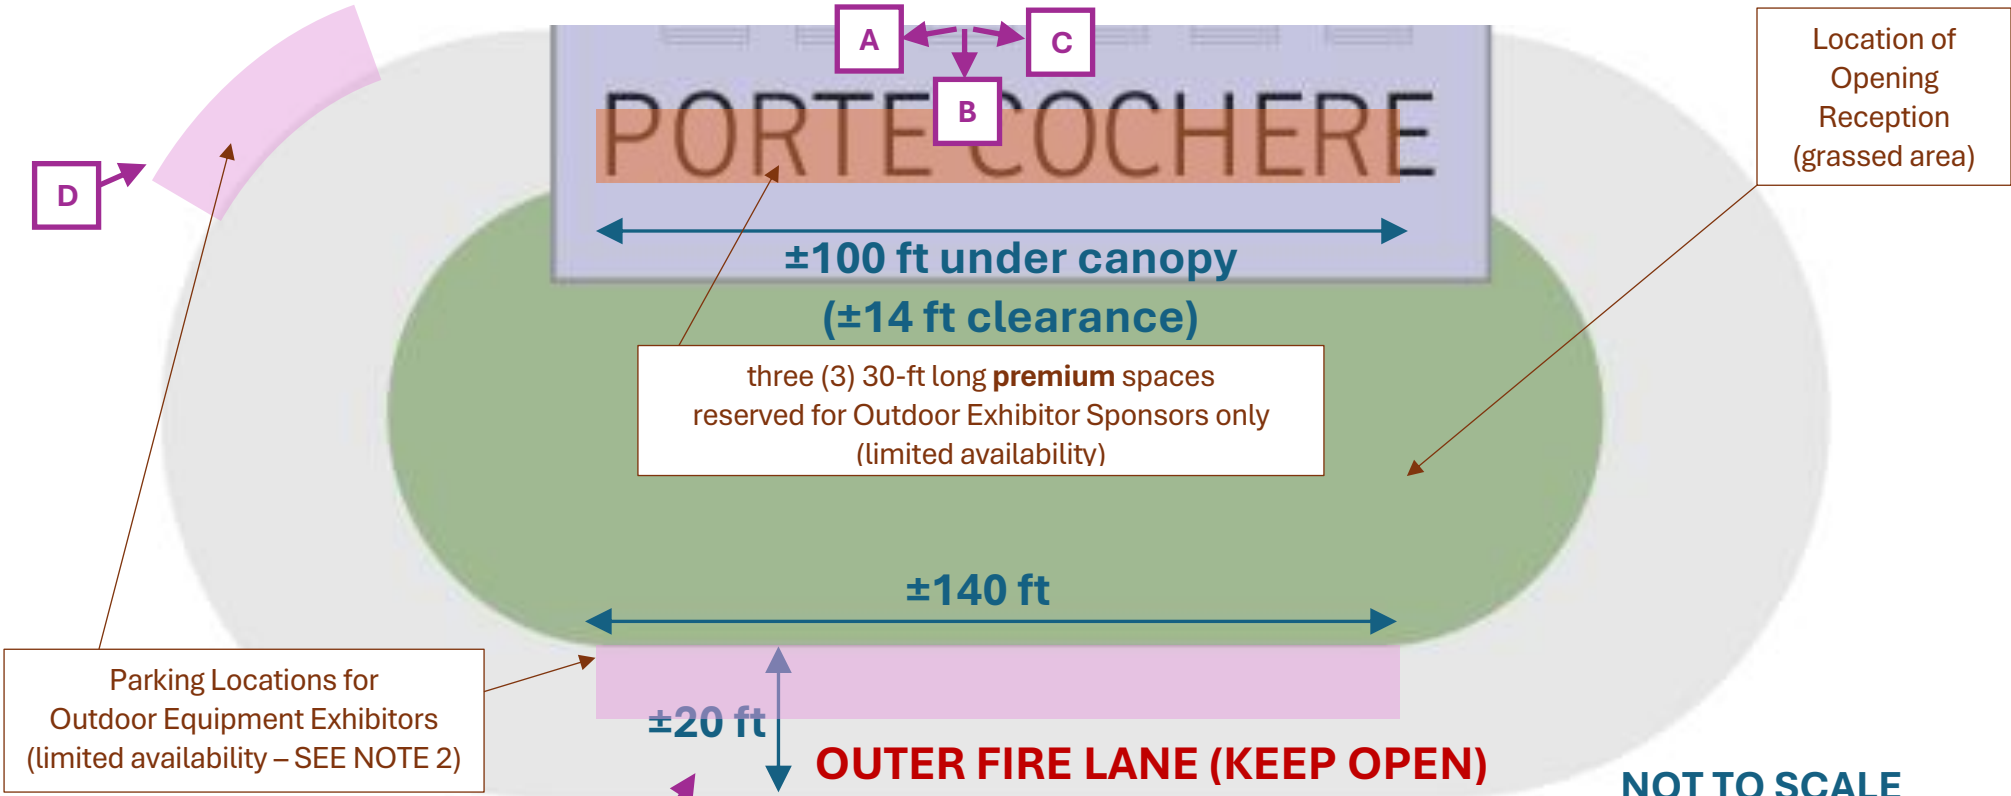 A
C
B
PORTE COCHERE
D
Location of
Opening
Reception
(grassed area)
±100 ft under canopy
(±14 ft clearance)
three (3) 30-ft long premium spaces
reserved for Outdoor Exhibitor Sponsors only
(limited availability)
±140 ft
Parking Locations for
Outdoor Equipment Exhibitors
(limited availability – SEE NOTE 2)
±20 ft
OUTER FIRE LANE (KEEP OPEN)
NOT TO SCALE